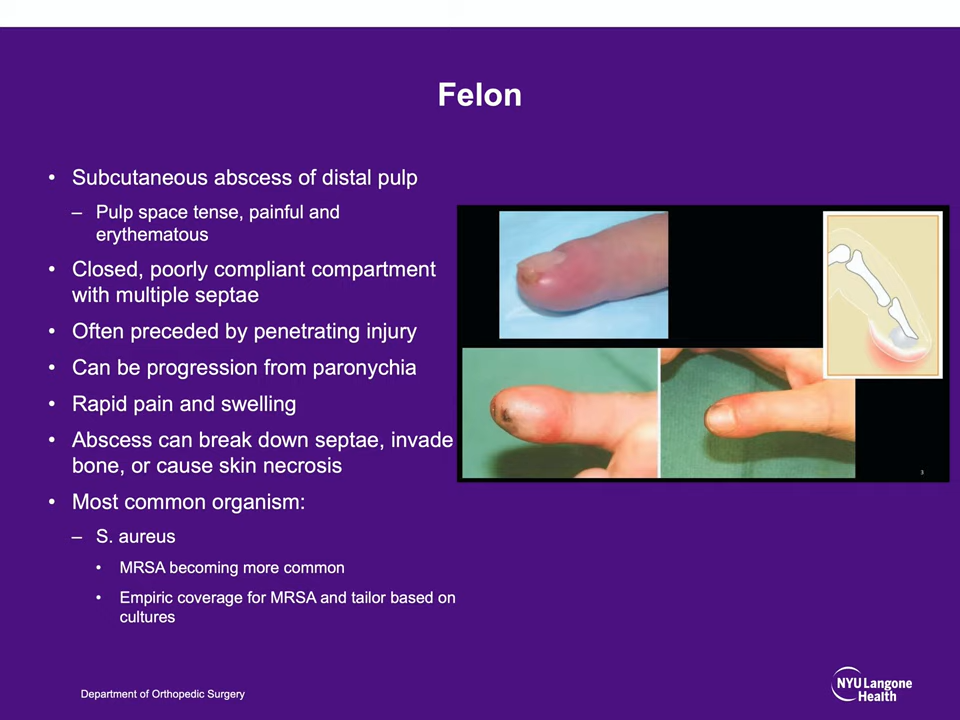 Felon
• Subcutaneous abscess of distal pulp
– Pulp space tense, painful and
erythematous
• Closed, poorly compliant compartment
with multiple septae
• Often preceded by penetrating injury
• Can be progression from paronychia
• Rapid pain and swelling
• Abscess can break down septae, invade
bone, or cause skin necrosis
• Most common organism:
– S. aureus
• MRSA becoming more common
• Empiric coverage for MRSA and tailor based on
cultures
3
Department of Orthopedic Surgery
NYU Langone
Health